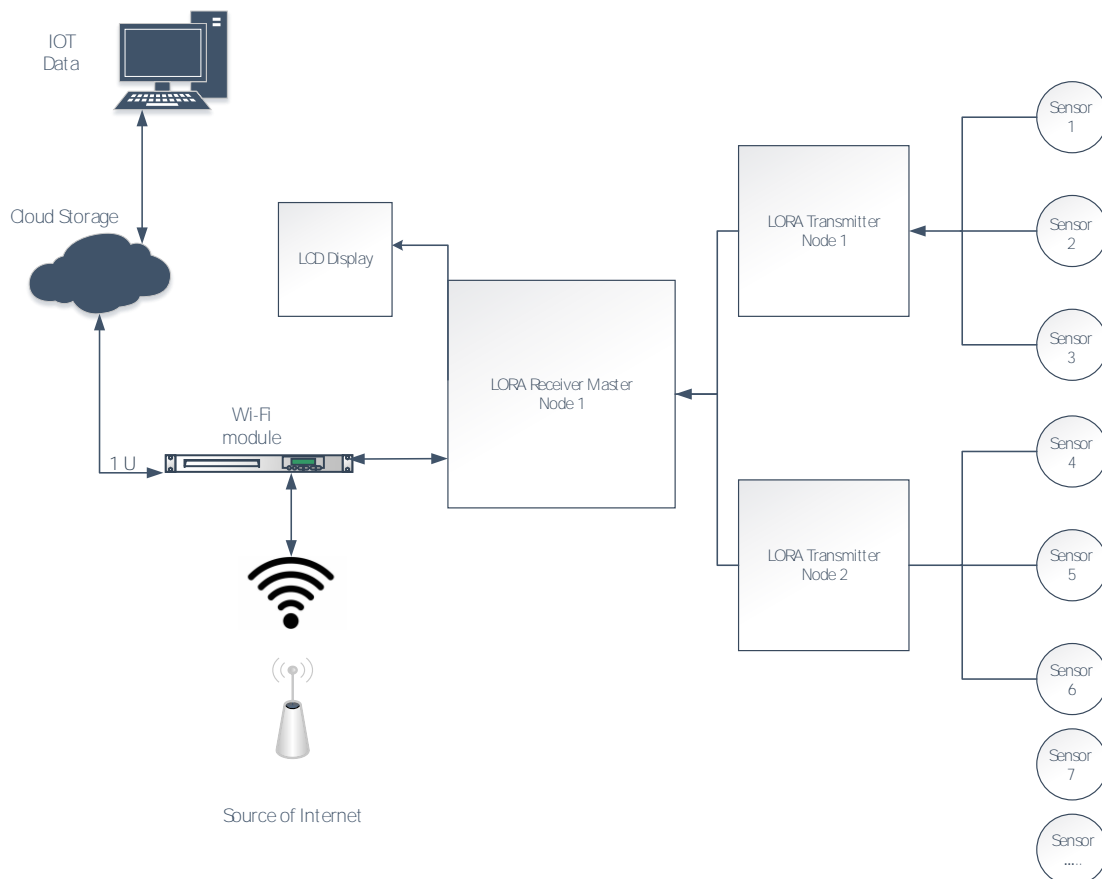 IOT
Data
Cloud Storage
LCD Display
Wi-Fi
module
1 U
Source of Internet
LORA Receiver Master
Node 1
LORA Transmitter
Node 1
LORA Transmitter
Node 2
Sensor
1
Sensor
2
Sensor
3
Sensor
4
Sensor
5
Sensor
6
Sensor
7
Sensor
.....